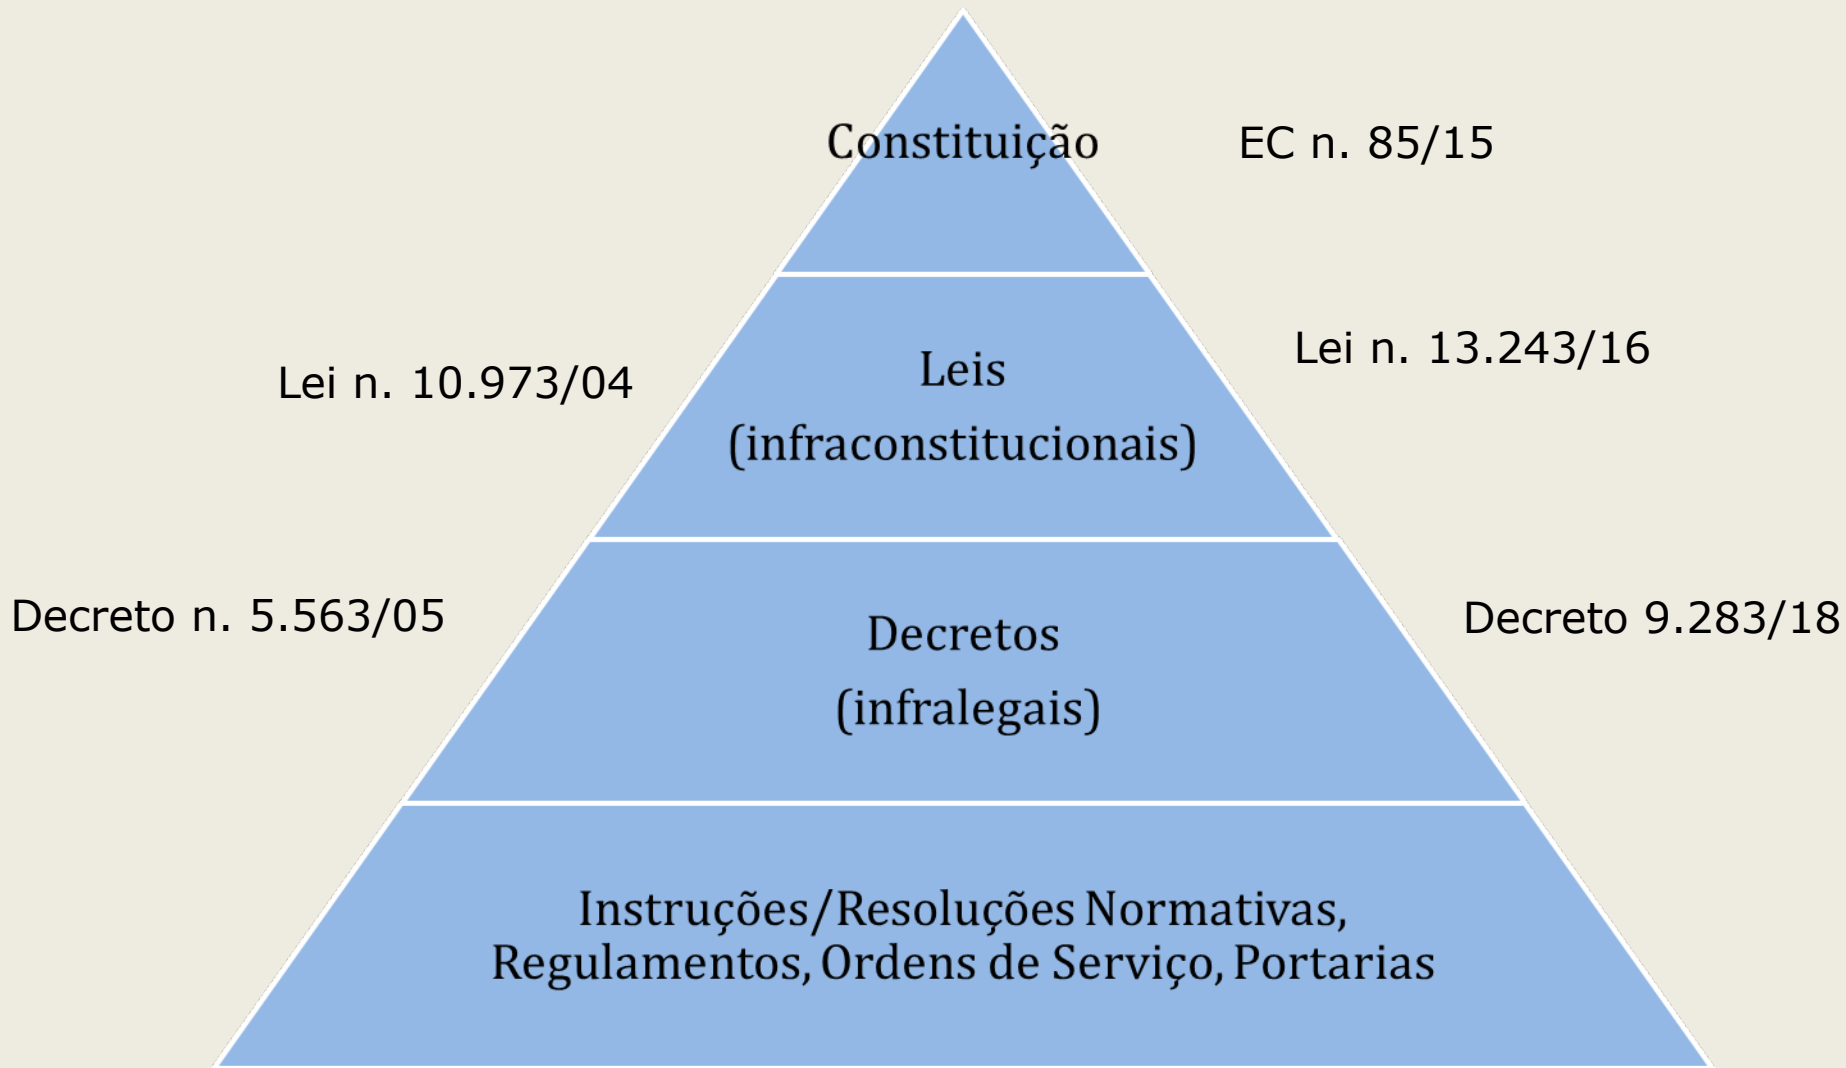 Constituição
EC n. 85/15
Lei n. 10.973/04
Leis
(infraconstitucionais)
Lei n. 13.243/16
Decreto n. 5.563/05
Decretos
(infralegais)
Decreto 9.283/18
Instruções/Resoluções Normativas,
Regulamentos, Ordens de Serviço, Portarias